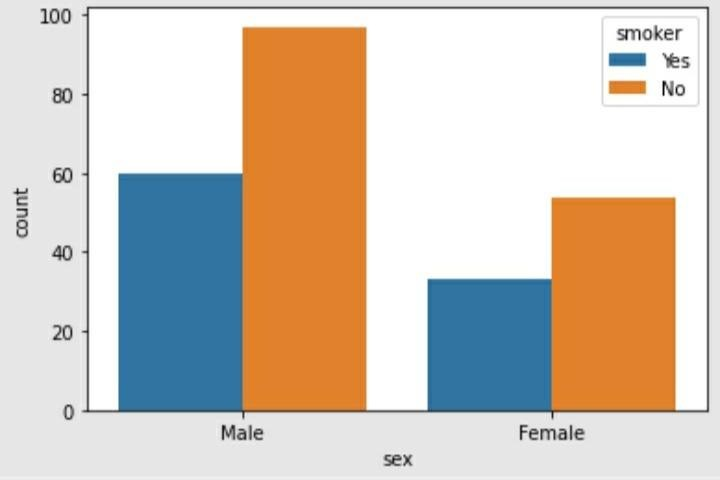 100
80
60
40
20
0
count
smoker
Yes
No
Male
Female
sex